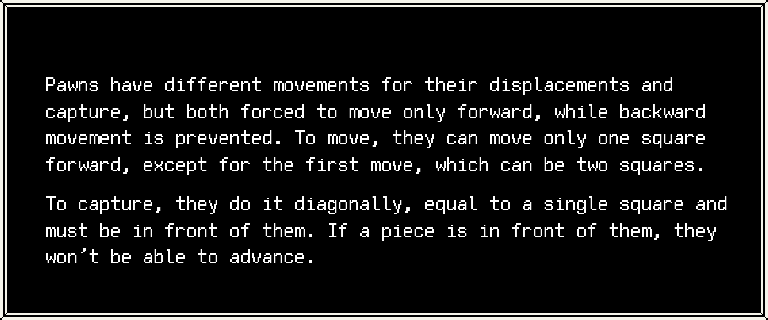 Pawns have different movements for their displacements and
capture, but both forced to move only forward, while backward
movement is prevented. To move, they can move only one square
forward, except for the first move, which can be two squares.
To capture, they do it diagonally, equal to a single square and
must be in front of them. If a piece is in front of them, they
won't be able to advance.